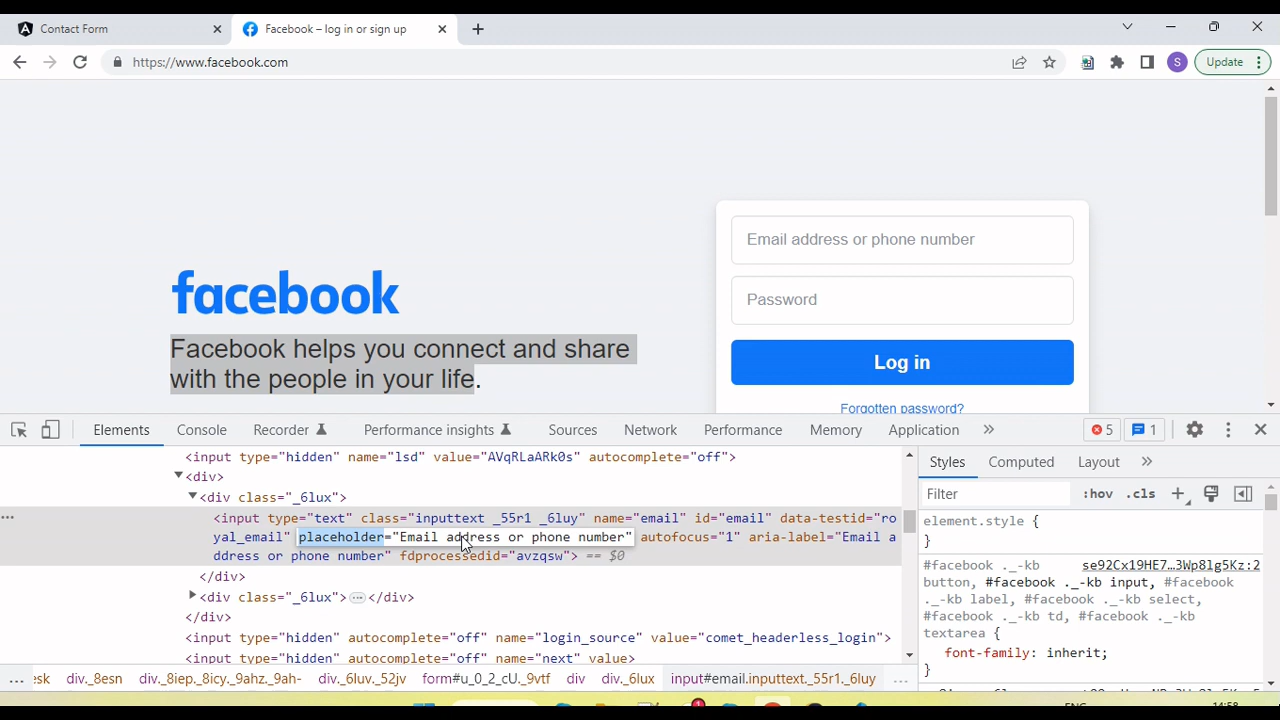 Contact Form
Facebook – log in or sign up
https://www.facebook.com
S
Update
facebook
Facebook helps you connect and share
with the people in your life.
Email address or phone number
Password
Log in
Forgotten password?
Elements
Console
Recorder
Performance insights
Sources
Network
Performance
Memory
Application
»
5
1
<input type="hidden" name="lsd" value="AVqRLaARk0s" autocomplete="off">
<div>
<div class="_6lux">
<input type="text" class="inputtext _55r1 _6luy" name="email" id="email" data-testid="ro
yal_email" placeholder="Email address or phone number" autofocus="1" aria-label="Email a
ddress or phone number" fdprocessedid="avzqsw"> == $0
</div>
<div class="_6lux"> … </div>
</div>
<input type="hidden" autocomplete="off" name="login_source" value="comet_headerless_login">
<input type="hidden" autocomplete="off" name="next" value>
... esk div._8esn div._8iep._8icy._9ahz._9ah- div._6luv._52jv form#u_0_2_cU._9vtf div div._6lux input#email.inputtext._55r1._6luy ...
Styles
Computed
Layout
»
Filter
:hov .cls
element.style {
}
#facebook ._-kb se92Cx19HE7…3Wp8lg5Kz:2
button, #facebook ._-kb input, #facebook
._-kb label, #facebook ._-kb select,
#facebook ._-kb td, #facebook ._-kb
textarea {
font-family: inherit;
}